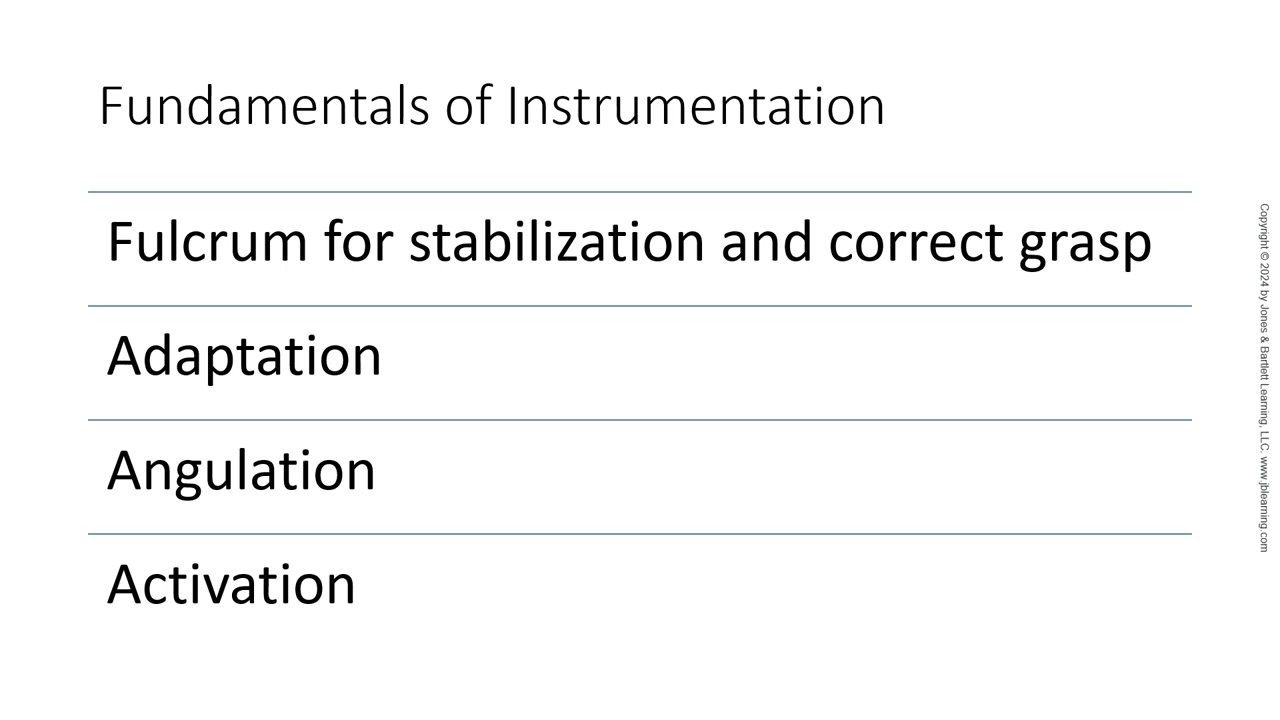 Fundamentals of Instrumentation
Fulcrum for stabilization and correct grasp
Adaptation
Angulation
Activation
Copyright © 2024 by Jones & Bartlett Learning, LLC. www.jblearning.com